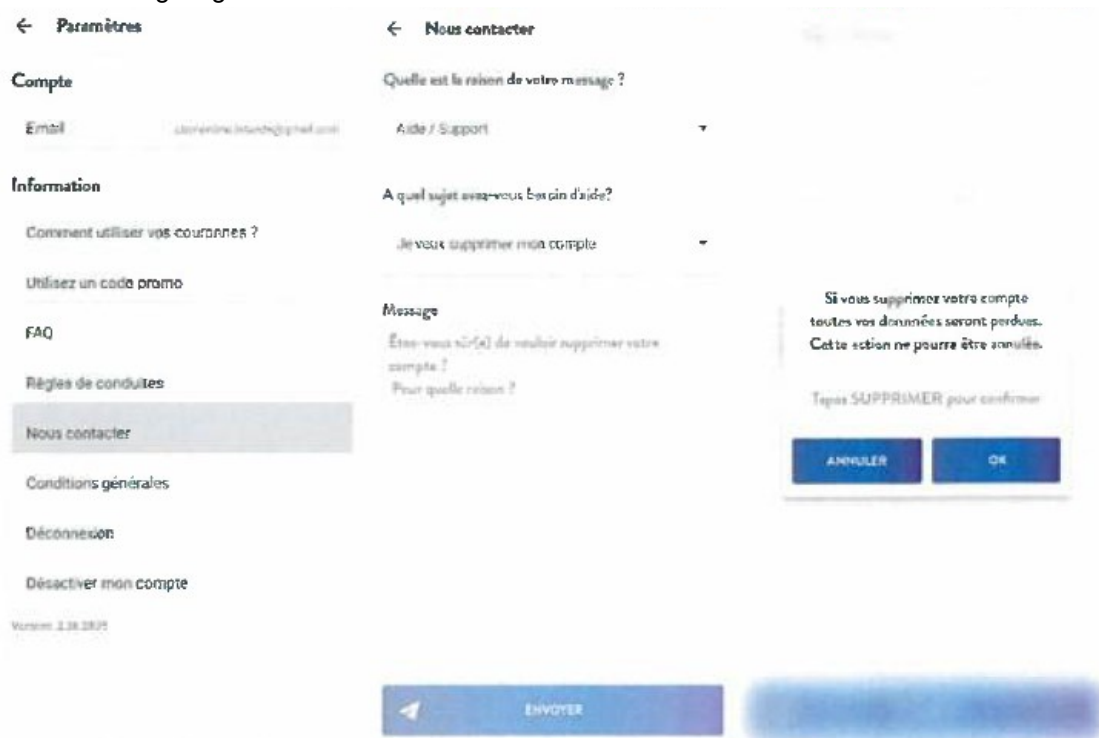 ← Paramètres
Compte
Email
Information
Comment utiliser vos couronnes ?
Utilisez un code promo
FAQ
Règles de conduites
Nous contacter
Conditions générales
Déconnexion
Désactiver mon compte
← Nous contacter
Quelle est la raison de votre message ?
Aide / Support
A quel sujet avez-vous besoin d'aide?
Je veux supprimer mon compte
Message
Êtes-vous sûr(e) de vouloir supprimer votre
compte ?
Pour quelle raison ?
ENVOYER
Si vous supprimez votre compte
toutes vos données seront perdues.
Cette action ne pourra être annulée.
Tapez SUPPRIMER pour confirmer
ANNULER
OK